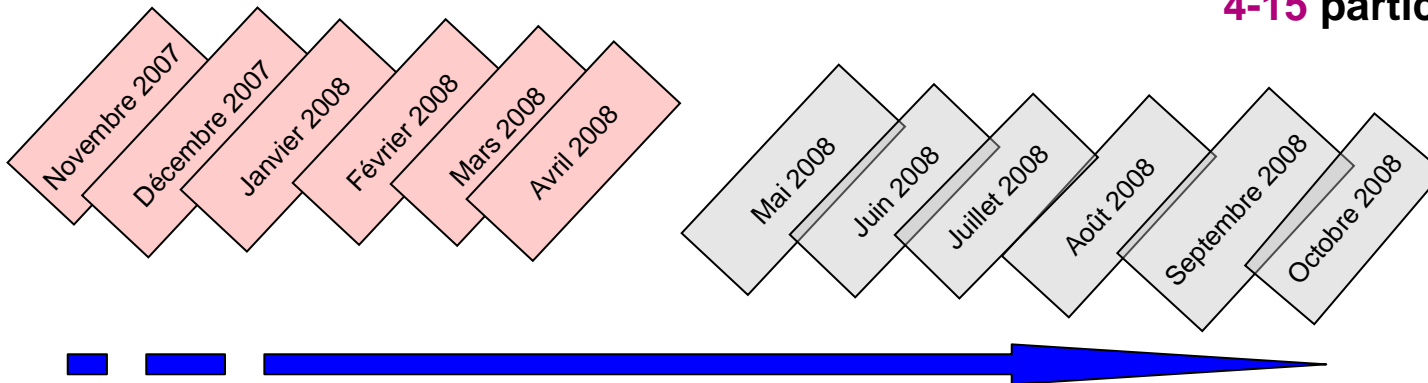 4-15
Novembre 2007
Décembre 2007
Janvier 2008
Février 2008
Mars 2008
Avril 2008
Mai 2008
Juin 2008
Juillet 2008
Août 2008
Septembre 2008
Octobre 2008